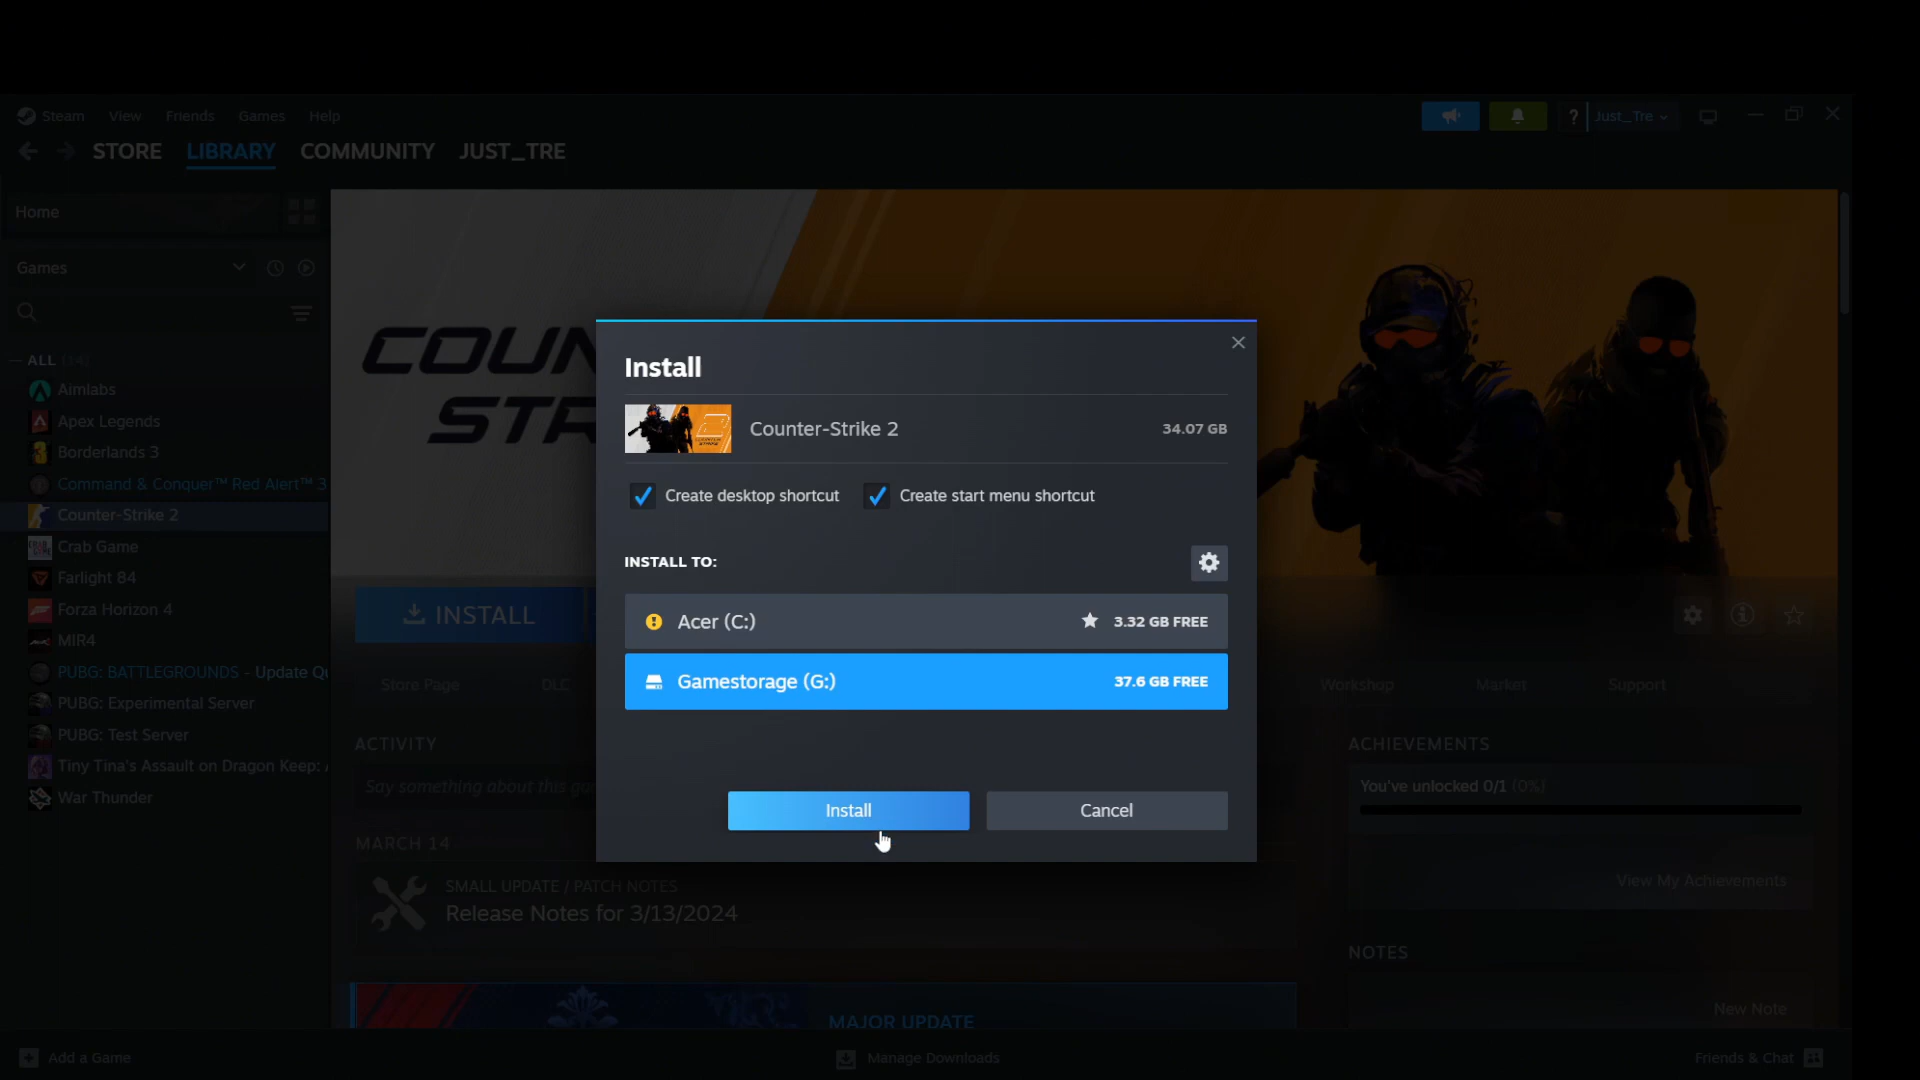 Steam View Friends Games Help
? Just_Tre
STORE LIBRARY COMMUNITY JUST_TRE
Home
Games
ALL (14)
Aimlabs
Apex Legends
Borderlands 3
Command & Conquer™ Red Alert™ 3
Counter-Strike 2
Crab Game
Farlight 84
Forza Horizon 4
MIR4
PUBG: BATTLEGROUNDS - Update Qu
PUBG: Experimental Server
PUBG: Test Server
Tiny Tina's Assault on Dragon Keep: A
War Thunder
COUN
STR
INSTALL
Store Page DLC Workshop Market Support
Install
Counter-Strike 2 34.07 GB
Create desktop shortcut Create start menu shortcut
INSTALL TO:
Acer (C:) 3.32 GB FREE
Gamestorage (G:) 37.6 GB FREE
Install Cancel
ACTIVITY
Say something about this ga
MARCH 14
SMALL UPDATE / PATCH NOTES
Release Notes for 3/13/2024
MAJOR UPDATE
ACHIEVEMENTS
You've unlocked 0/1 (0%)
View My Achievements
NOTES
New Note
Add a Game Manage Downloads Friends & Chat